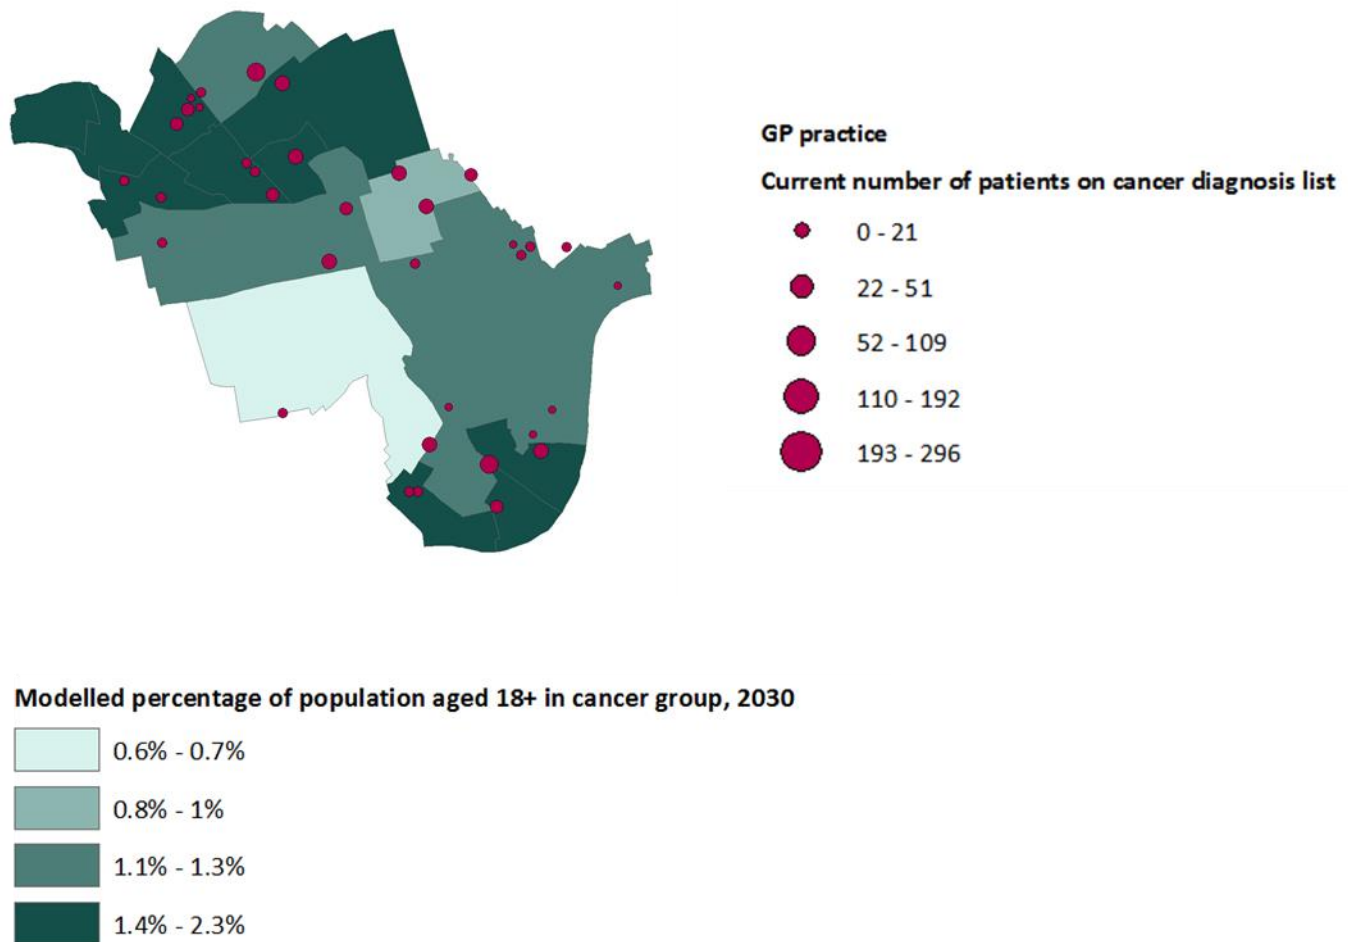 GP practice
Current number of patients on cancer diagnosis list
0 - 21
22 - 51
52 - 109
110 - 192
193 - 296
Modelled percentage of population aged 18+ in cancer group, 2030
0.6% - 0.7%
0.8% - 1%
1.1% - 1.3%
1.4% - 2.3%